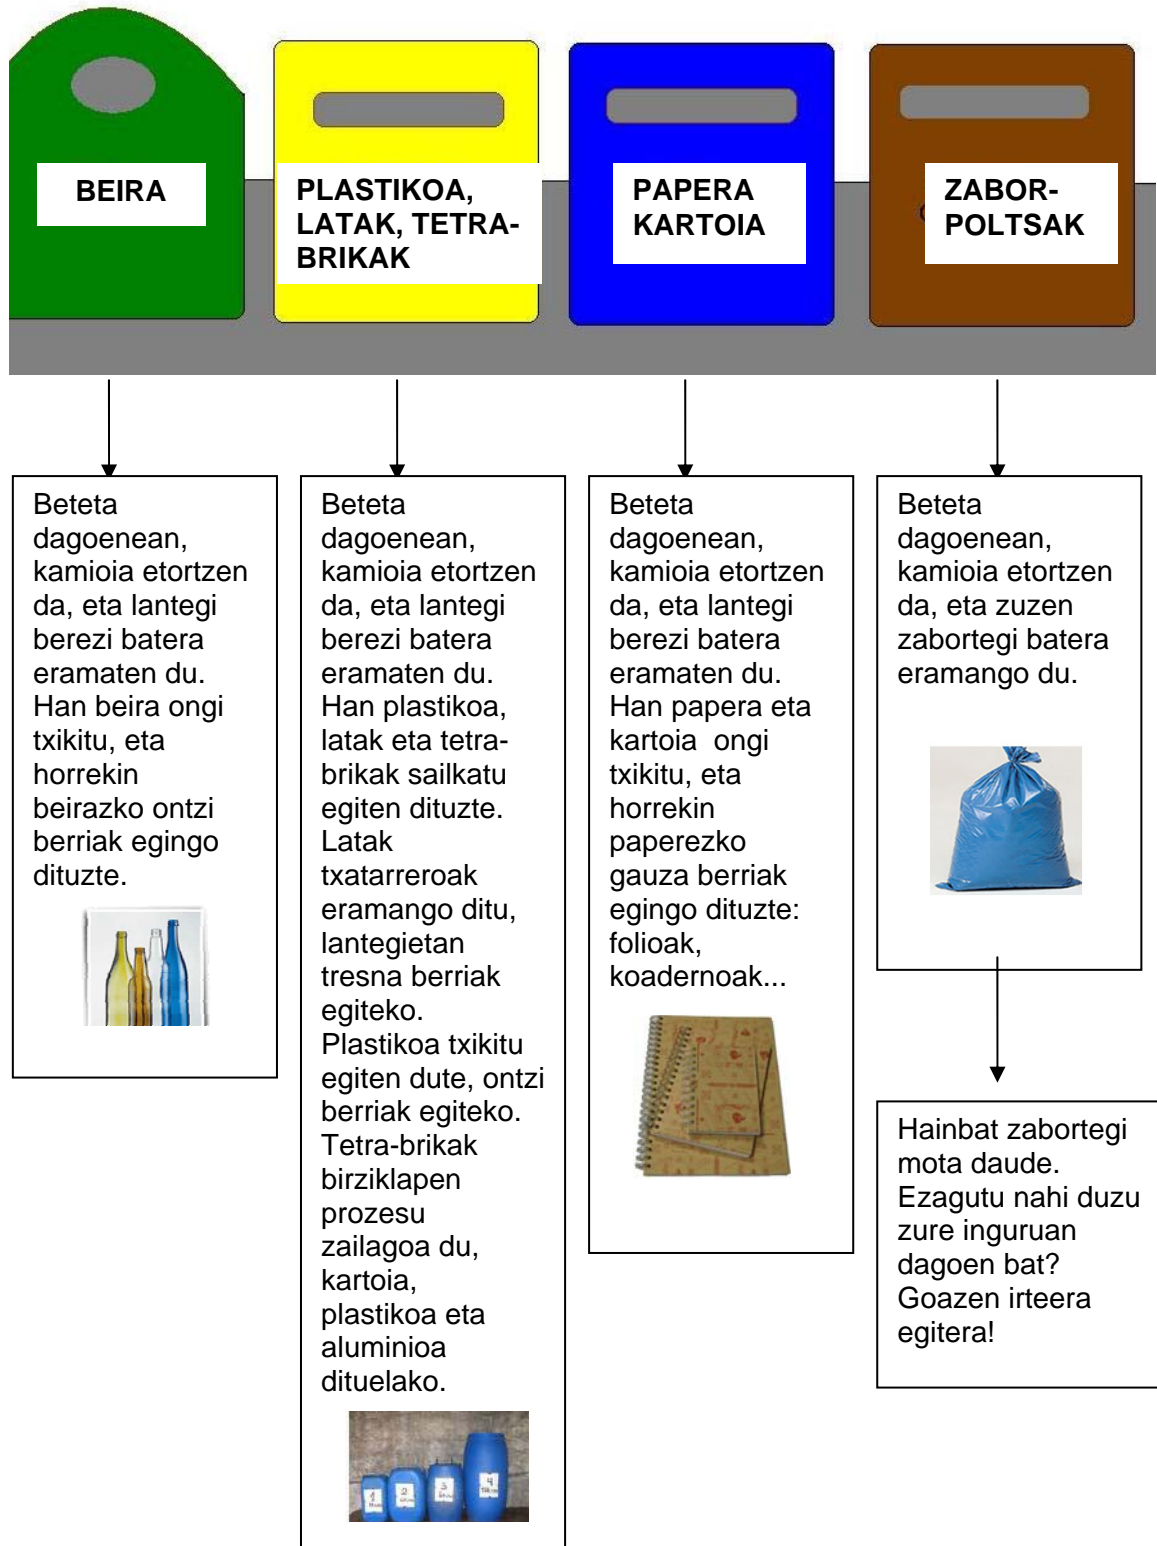 BEIRA
PLASTIKOA,
LATAK, TETRA-
BRIKAK
PAPERA
KARTOIA
ZABOR-
POLTSAK
Beteta
dagoenean,
kamioia etortzen
da, eta lantegi
berezi batera
eramaten du.
Han beira ongi
txikitu, eta
horrekin
beirazko ontzi
berriak egingo
dituzte.
Beteta
dagoenean,
kamioia etortzen
da, eta lantegi
berezi batera
eramaten du.
Han plastikoa,
latak eta tetra-
brikak sailkatu
egiten dituzte.
Latak
txatarreroak
eramango ditu,
lantegietan
tresna berriak
egiteko.
Plastikoa txikitu
egiten dute, ontzi
berriak egiteko.
Tetra-brikak
birziklapen
prozesu
zailagoa du,
kartoia,
plastikoa eta
aluminioa
dituelako.
1
2
3
4
Beteta
dagoenean,
kamioia etortzen
da, eta lantegi
berezi batera
eramaten du.
Han papera eta
kartoia  ongi
txikitu, eta
horrekin
paperezko
gauza berriak
egingo dituzte:
folioak,
koadernoak...
Beteta
dagoenean,
kamioia etortzen
da, eta zuzen
zabortegi batera
eramango du.
Hainbat zabortegi
mota daude.
Ezagutu nahi duzu
zure inguruan
dagoen bat?
Goazen irteera
egitera!